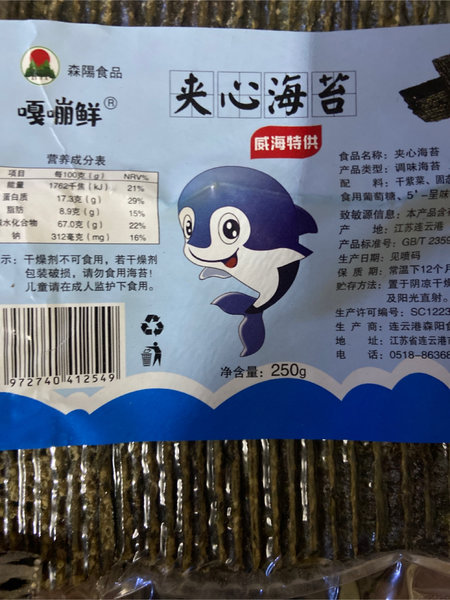 森陽食品
嘎嘣鲜®
夹心海苔
威海特供
营养成分表
项目 每100克(g) NRV%
能量 1762千焦(kJ) 21%
蛋白质 17.3克(g) 29%
脂肪 8.9克(g) 15%
碳水化合物 67.0克(g) 22%
钠 312毫克(mg) 16%
示：干燥剂不可食用，若干燥剂
包装破损，请勿食用海苔!
儿童请在成人监护下食用。
972740 412549
净含量：250g
食品名称：夹心海苔
产品类型：调味海苔
配 料：干紫菜、固
食用葡萄糖、5'-呈味
致敏源信息：本产品含
产 地：江苏连云港
产品标准号：GB/T 2359
生产日期：见喷码
保 质 期：常温下12个月
贮存方法：置于阴凉干燥
及阳光直射。
生产许可证编号：SC1223
生 产 商：连云港森阳食
地 址：江苏省连云港市
电 话：0518-86368